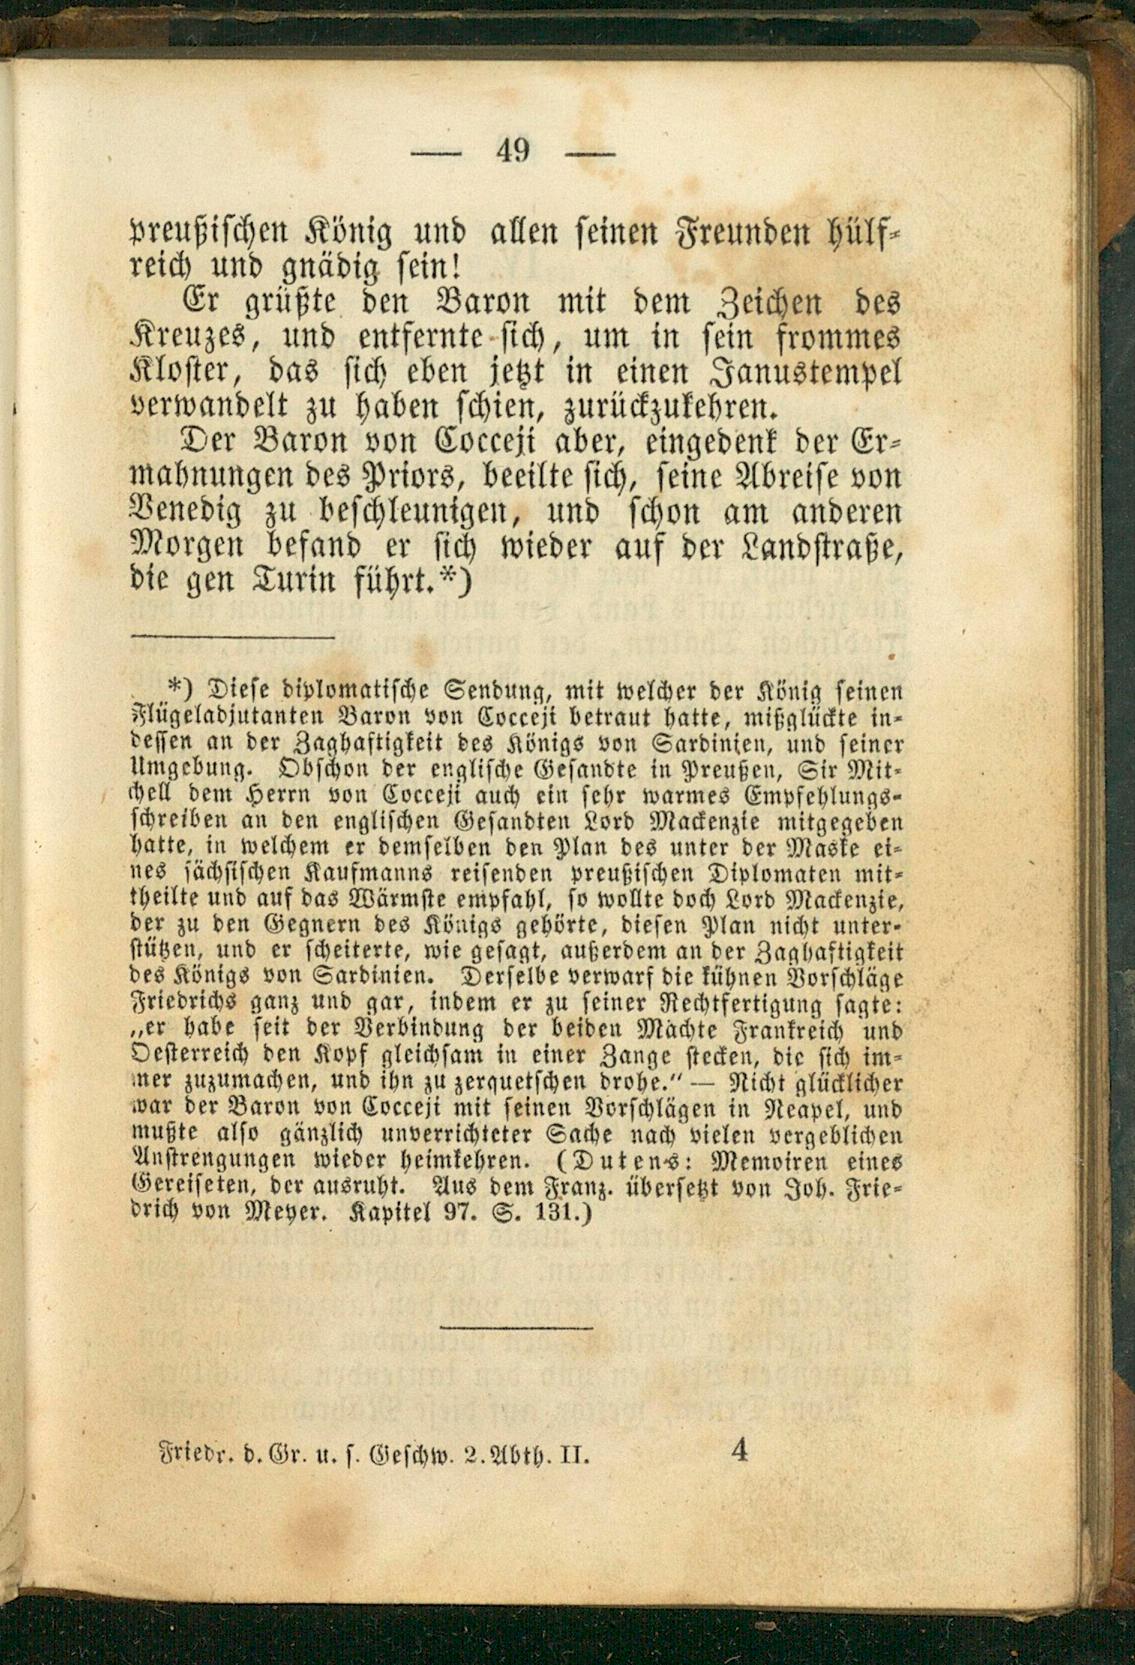 — 49 —
preußischen König und allen seinen Freunden hülf-
reich und gnädig sein!
Er grüßte den Baron mit dem Zeichen des
Kreuzes, und entfernte sich, um in sein frommes
Kloster, das sich eben jetzt in einen Janustempel
verwandelt zu haben schien, zurückzukehren.
Der Baron von Cocceji aber, eingedenk der Er-
mahnungen des Priors, beeilte sich, seine Abreise von
Venedig zu beschleunigen, und schon am anderen
Morgen befand er sich wieder auf der Landstraße,
die gen Turin führt.*)
*) Diese diplomatische Sendung, mit welcher der König seinen
Flügeladjutanten Baron von Cocceji betraut hatte, mißglückte in-
dessen an der Zaghaftigkeit des Königs von Sardinien, und seiner
Umgebung. Obschon der englische Gesandte in Preußen, Sir Mit-
chell dem Herrn von Cocceji auch ein sehr warmes Empfehlungs-
schreiben an den englischen Gesandten Lord Mackenzie mitgegeben
hatte, in welchem er demselben den Plan des unter der Maske ei-
nes sächsischen Kaufmanns reisenden preußischen Diplomaten mit-
theilte und auf das Wärmste empfahl, so wollte doch Lord Mackenzie,
der zu den Gegnern des Königs gehörte, diesen Plan nicht unter-
stützen, und er scheiterte, wie gesagt, außerdem an der Zaghaftigkeit
des Königs von Sardinien. Derselbe verwarf die kühnen Vorschläge
Friedrichs ganz und gar, indem er zu seiner Rechtfertigung sagte:
„er habe seit der Verbindung der beiden Mächte Frankreich und
Oesterreich den Kopf gleichsam in einer Zange stecken, die sich im-
mer zuzumachen, und ihn zu zerquetschen drohe.“ — Nicht glücklicher
war der Baron von Cocceji mit seinen Vorschlägen in Neapel, und
mußte also gänzlich unverrichteter Sache nach vielen vergeblichen
Anstrengungen wieder heimkehren. (Dutens: Memoiren eines
Gereiseten, der ausruht. Aus dem Franz. übersetzt von Joh. Frie-
drich von Meyer. Kapitel 97. S. 131.)
Friedr. d. Gr. u. s. Geschw. 2. Abth. II. 4